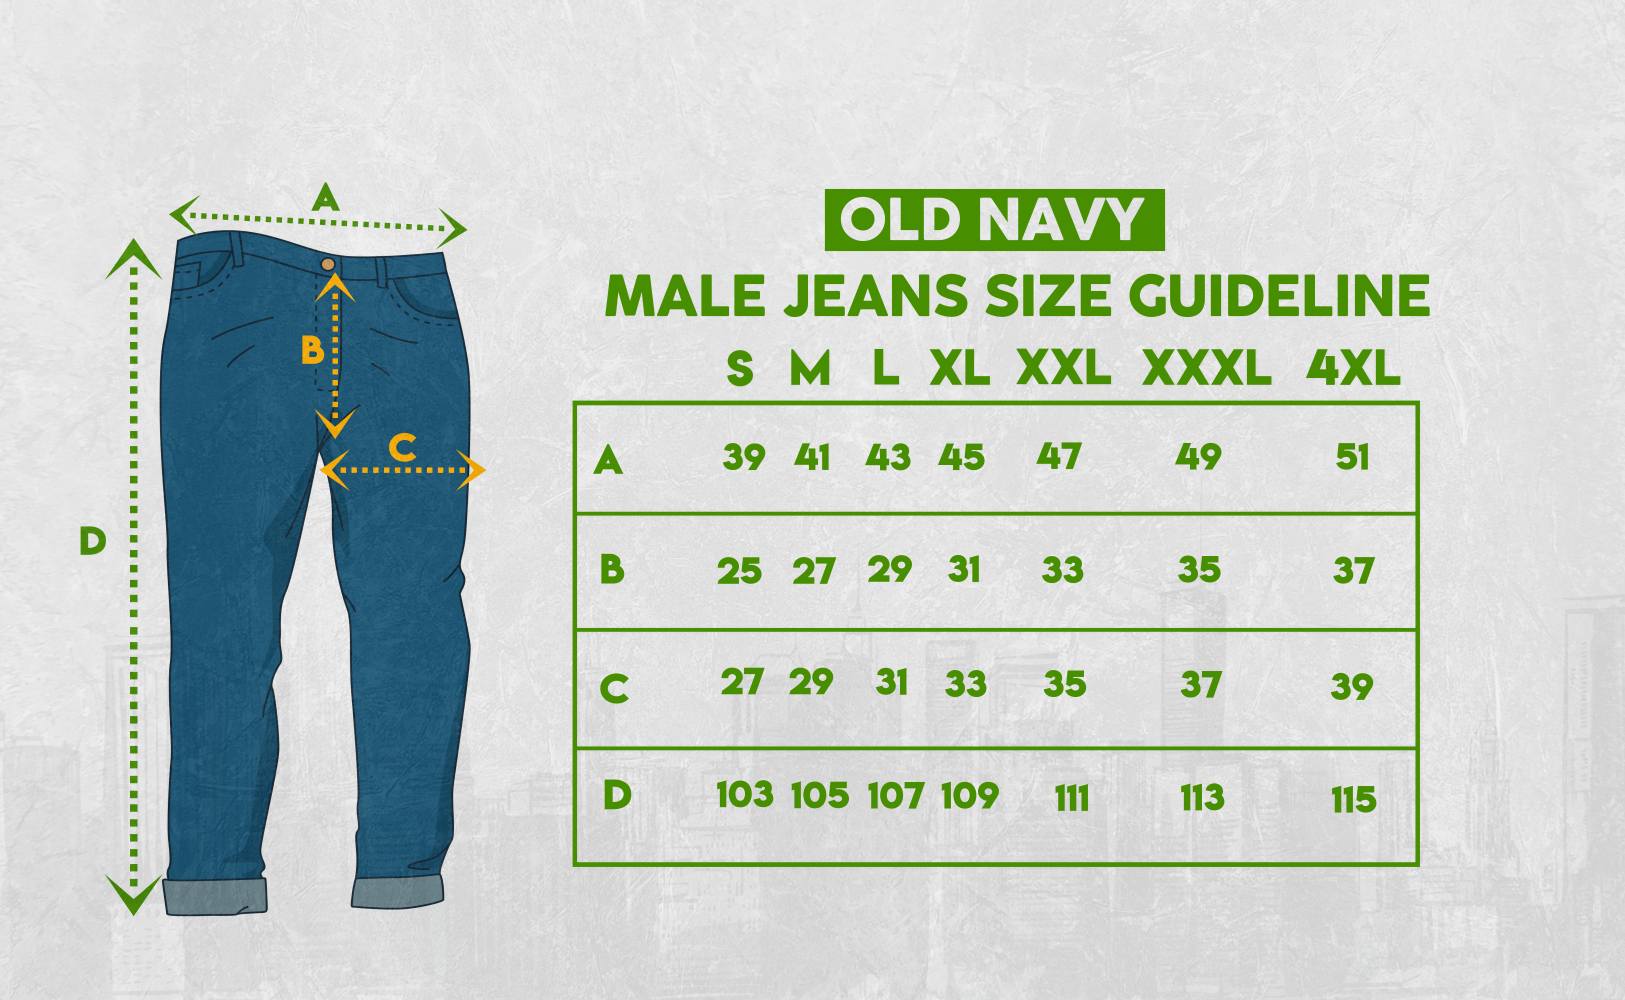 OLD NAVY
MALE JEANS SIZE GUIDELINE
S M L XL XXL XXXL 4XL
A 39 41 43 45 47 49 51
B 25 27 29 31 33 35 37
C 27 29 31 33 35 37 39
D 103 105 107 109 111 113 115
A
B
C
D